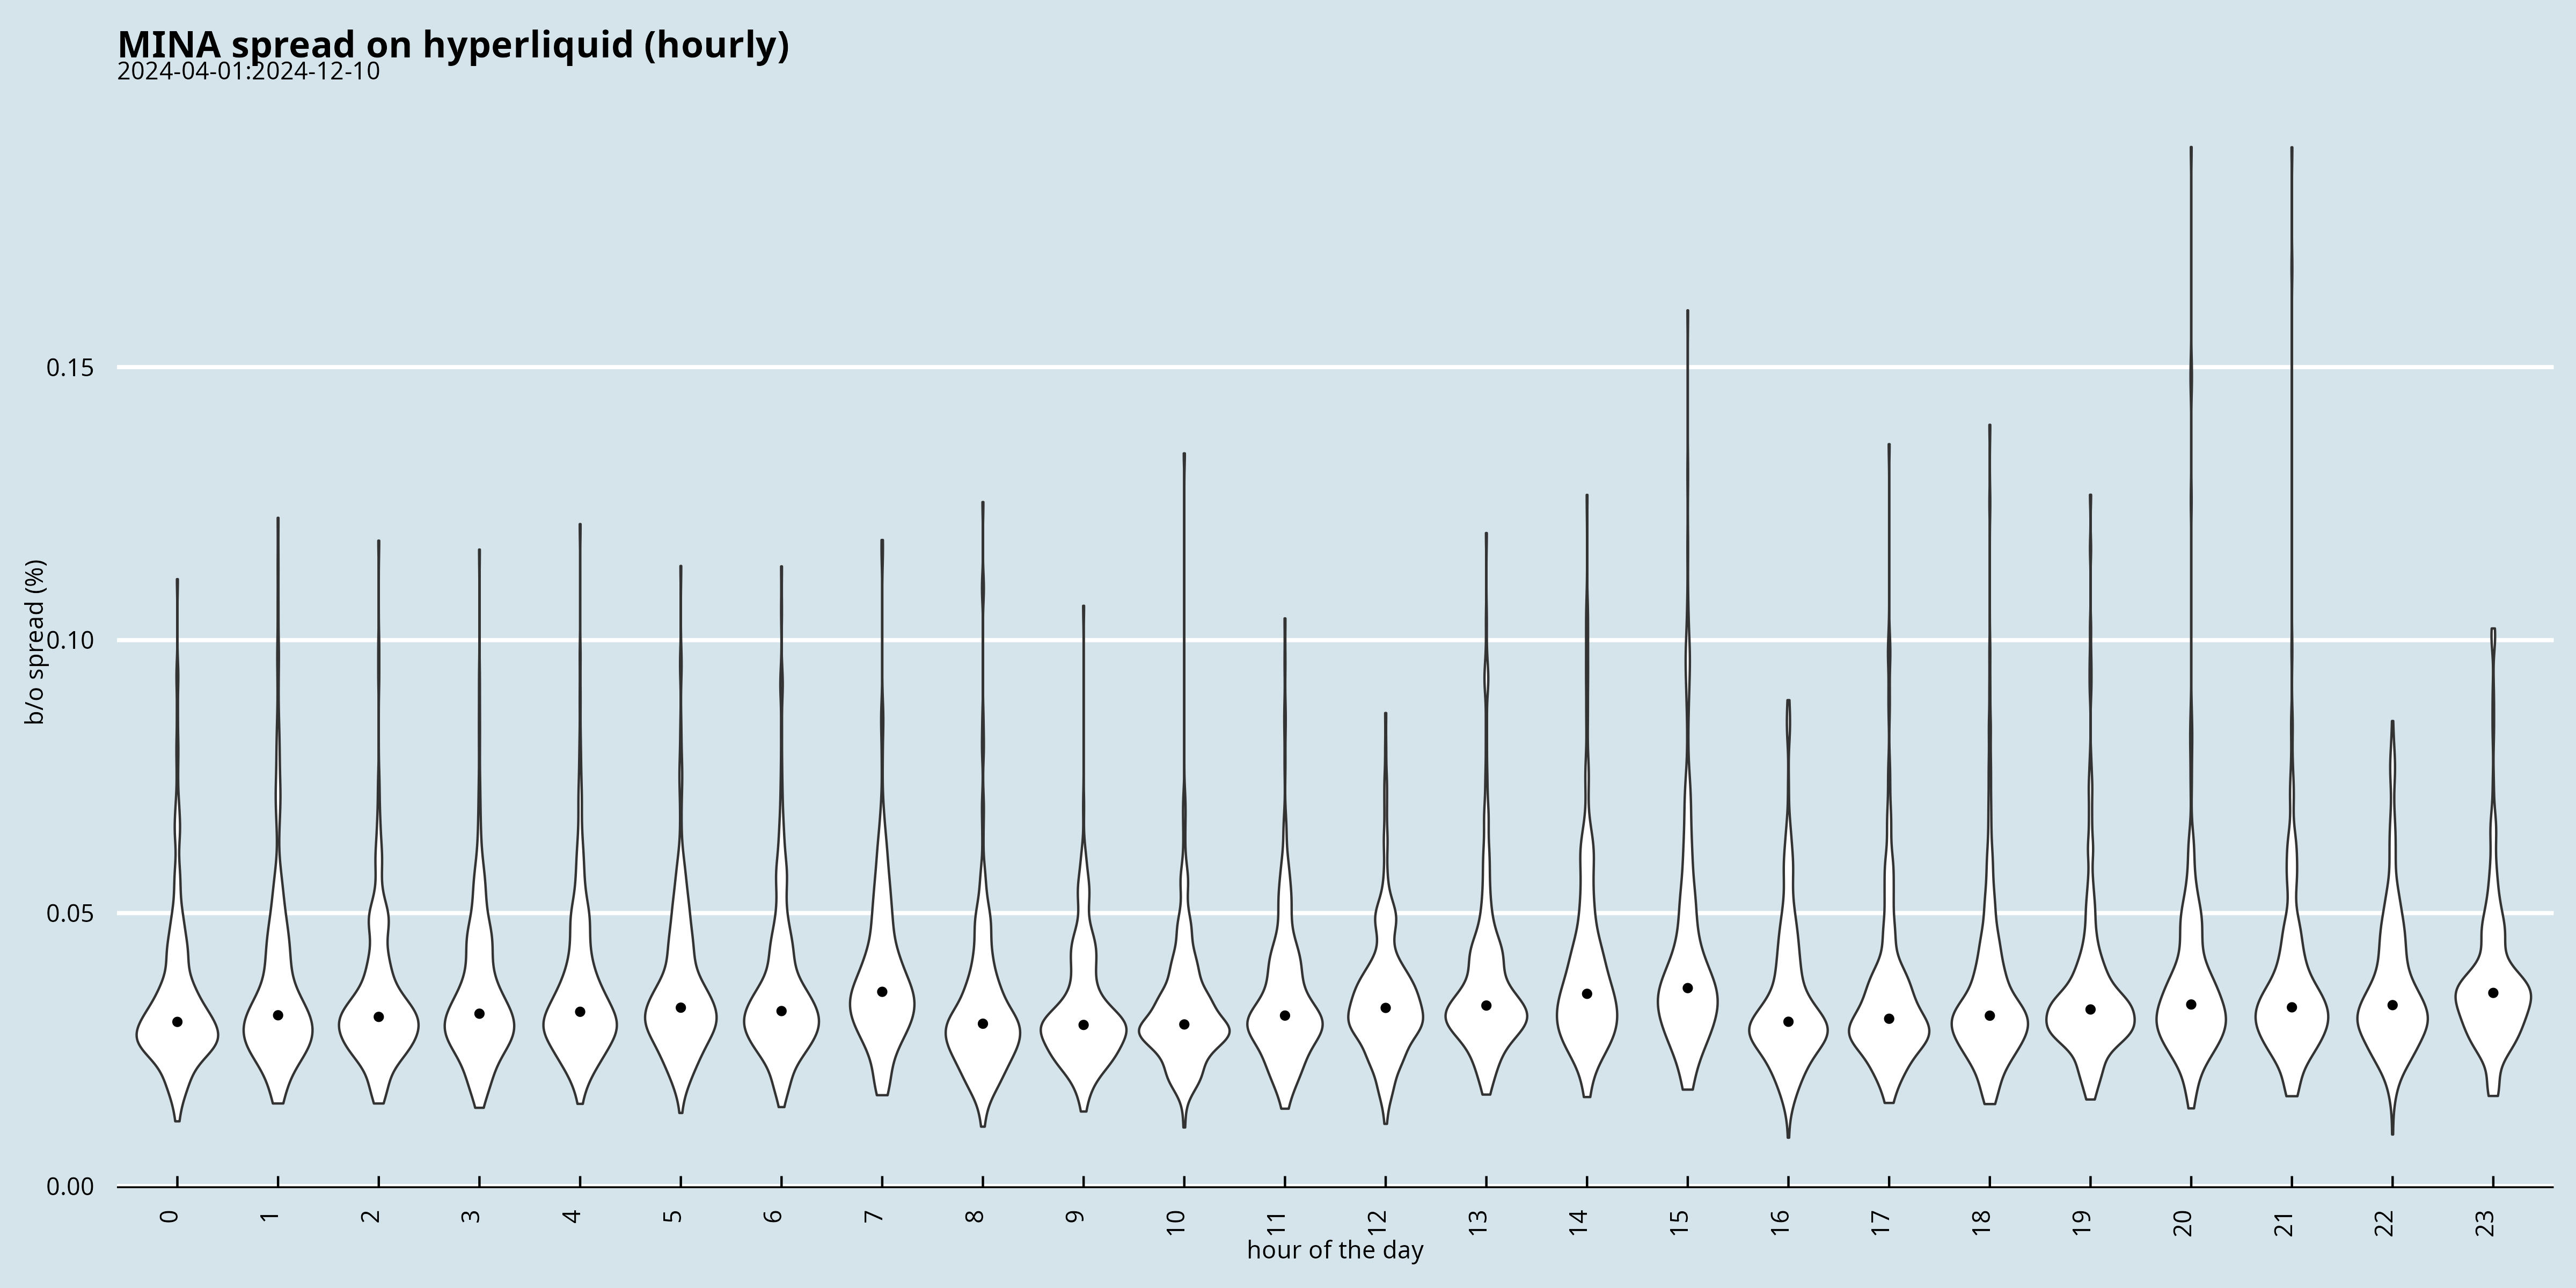 MINA spread on hyperliquid (hourly)
2024-04-01:2024-12-10
b/o spread (%)
0.15
0.10
0.05
0.00
0 1 2 3 4 5 6 7 8 9 10 11 12 13 14 15 16 17 18 19 20 21 22 23
hour of the day